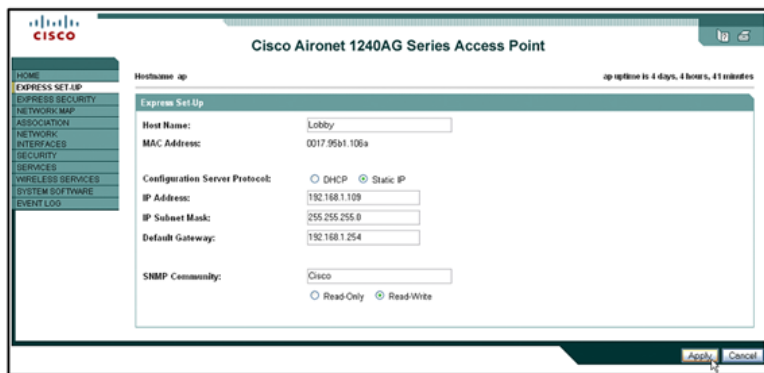 CISCO
Cisco Aironet 1240AG Series Access Point
HOME
EXPRESS SET-UP
EXPRESS SECURITY
NETWORK MAP
ASSOCIATION
NETWORK
INTERFACES
SECURITY
SERVICES
WIRELESS SERVICES
SYSTEM SOFTWARE
EVENT LOG
Hostname ap
ap uptime is 4 days, 4 hours, 41 minutes
Express Set-Up
Host Name: Lobby
MAC Address: 0017.95b1.106a
Configuration Server Protocol: DHCP Static IP
IP Address: 192.168.1.109
IP Subnet Mask: 255.255.255.0
Default Gateway: 192.168.1.254
SNMP Community: Cisco
Read-Only Read-Write
Apply Cancel